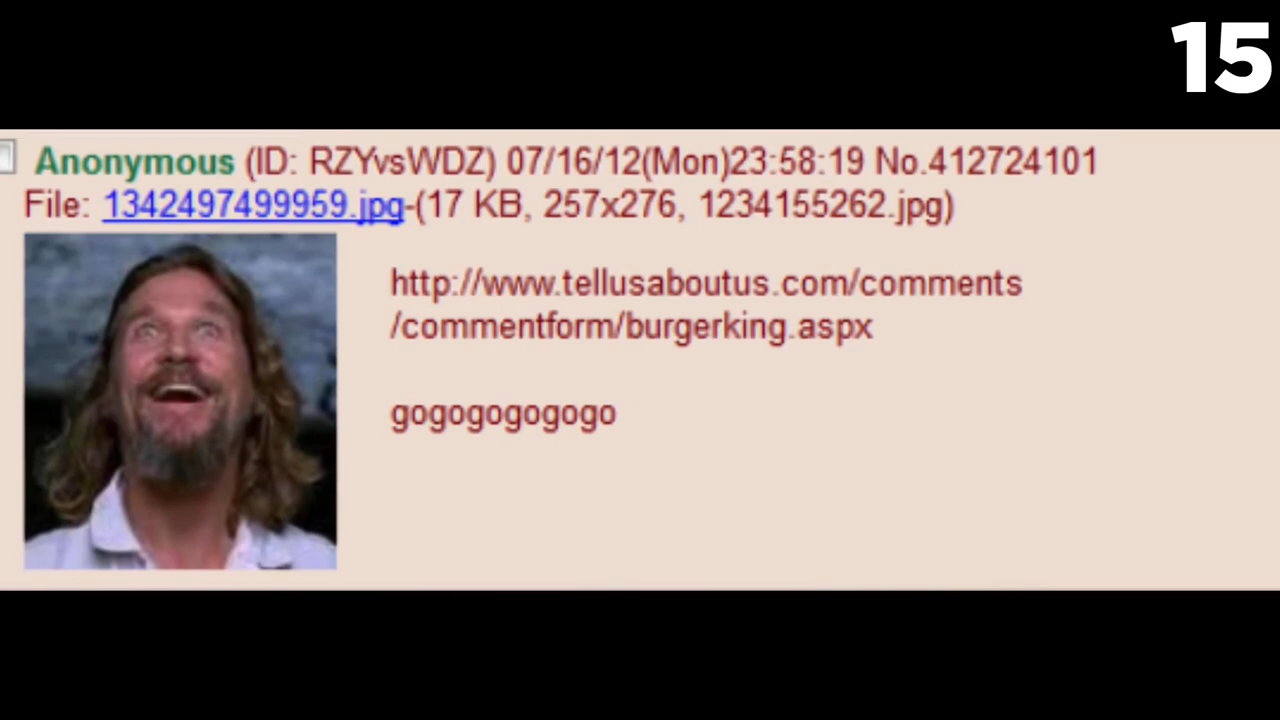 15
Anonymous (ID: RZYvsWDZ) 07/16/12(Mon)23:58:19 No.412724101
File: 1342497499959.jpg-(17 KB, 257x276, 1234155262.jpg)
http://www.tellusaboutus.com/comments
/commentform/burgerking.aspx
gogogogogogo